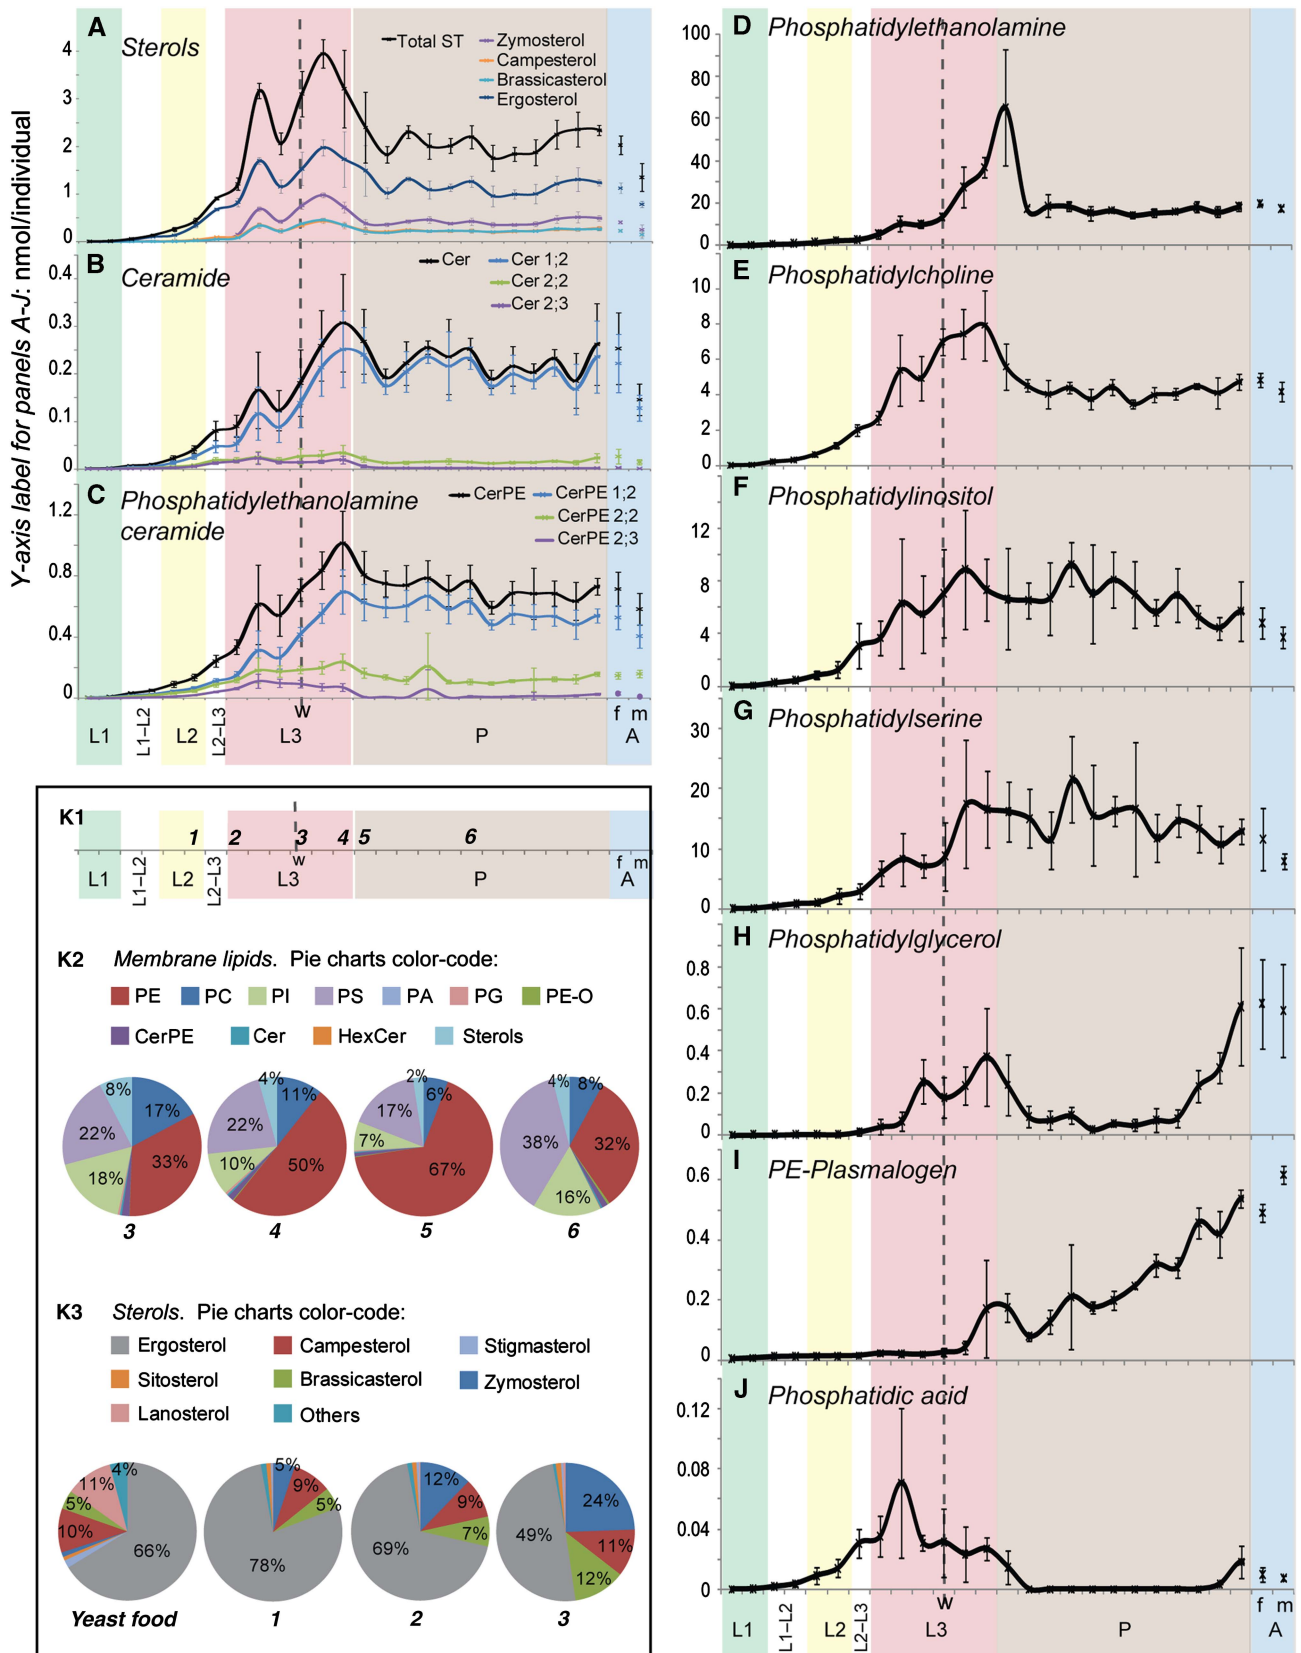 Y-axis label for panels A-J: nmol/individual
A
Sterols
Total ST
Zymosterol
Campesterol
Brassicasterol
Ergosterol
4
3
2
1
0
B
Ceramide
Cer
Cer 1;2
Cer 2;2
Cer 2;3
0.4
0.3
0.2
0.1
0
C
Phosphatidylethanolamine
ceramide
CerPE
CerPE 1;2
CerPE 2;2
CerPE 2;3
1.2
0.8
0.4
0
L1
L1–L2
L2
L2–L3
L3
W
P
f m
A
D
Phosphatidylethanolamine
100
80
60
40
20
0
E
Phosphatidylcholine
10
8
6
4
2
0
F
Phosphatidylinositol
12
8
4
0
G
Phosphatidylserine
30
20
10
0
H
Phosphatidylglycerol
0.8
0.6
0.4
0.2
0
I
PE-Plasmalogen
0.6
0.4
0.2
0
J
Phosphatidic acid
0.12
0.08
0.04
0
L1
L1–L2
L2
L2–L3
L3
W
P
f m
A
K1
1 2 3 4 5 6
L1
L1–L2
L2
L2–L3
L3
W
P
f m
A
K2 Membrane lipids. Pie charts color-code:
PE PC PI PS PA PG PE-O
CerPE Cer HexCer Sterols
8% 17% 33% 18% 22%
3
4% 11% 50% 10% 22%
4
2% 6% 67% 7% 17%
5
4% 8% 32% 16% 38%
6
K3 Sterols. Pie charts color-code:
Ergosterol Campesterol Stigmasterol
Sitosterol Brassicasterol Zymosterol
Lanosterol Others
4% 11% 5% 10% 66%
Yeast food
5% 9% 5% 78%
1
12% 9% 7% 69%
2
24% 11% 12% 49%
3